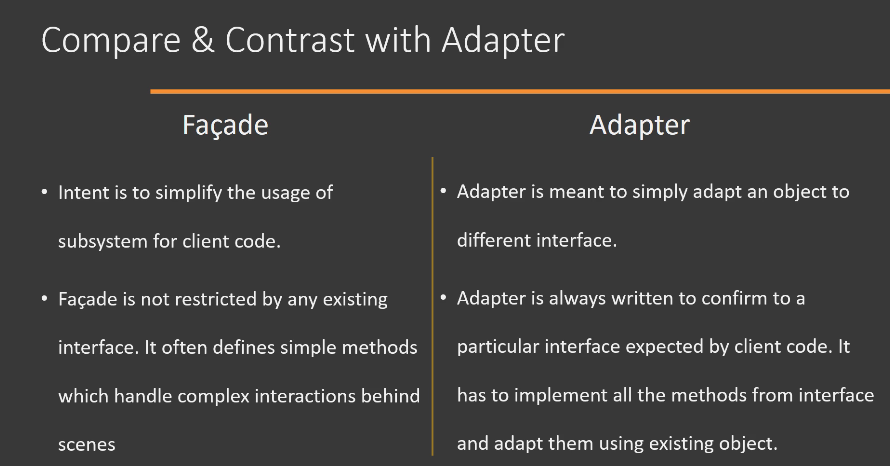 Compare & Contrast with Adapter
Façade
• Intent is to simplify the usage of
subsystem for client code.
• Façade is not restricted by any existing
interface. It often defines simple methods
which handle complex interactions behind
scenes
Adapter
• Adapter is meant to simply adapt an object to
different interface.
• Adapter is always written to confirm to a
particular interface expected by client code. It
has to implement all the methods from interface
and adapt them using existing object.